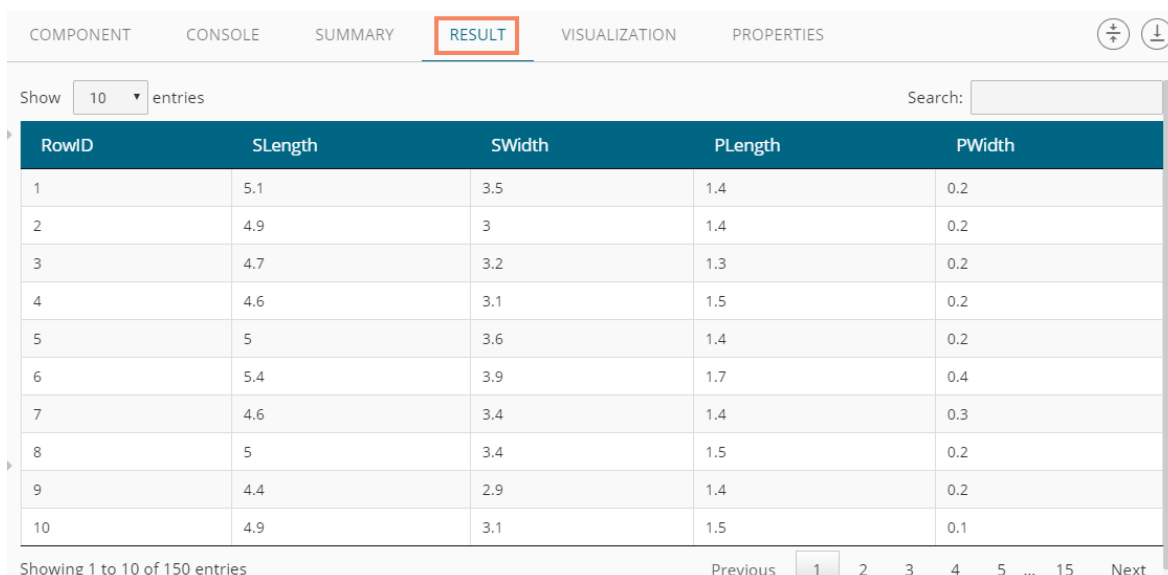 COMPONENT CONSOLE SUMMARY RESULT VISUALIZATION PROPERTIES
Show 10 entries Search:
RowID SLength SWidth PLength PWidth
1 5.1 3.5 1.4 0.2
2 4.9 3 1.4 0.2
3 4.7 3.2 1.3 0.2
4 4.6 3.1 1.5 0.2
5 5 3.6 1.4 0.2
6 5.4 3.9 1.7 0.4
7 4.6 3.4 1.4 0.3
8 5 3.4 1.5 0.2
9 4.4 2.9 1.4 0.2
10 4.9 3.1 1.5 0.1
Showing 1 to 10 of 150 entries Previous 1 2 3 4 5 ... 15 Next